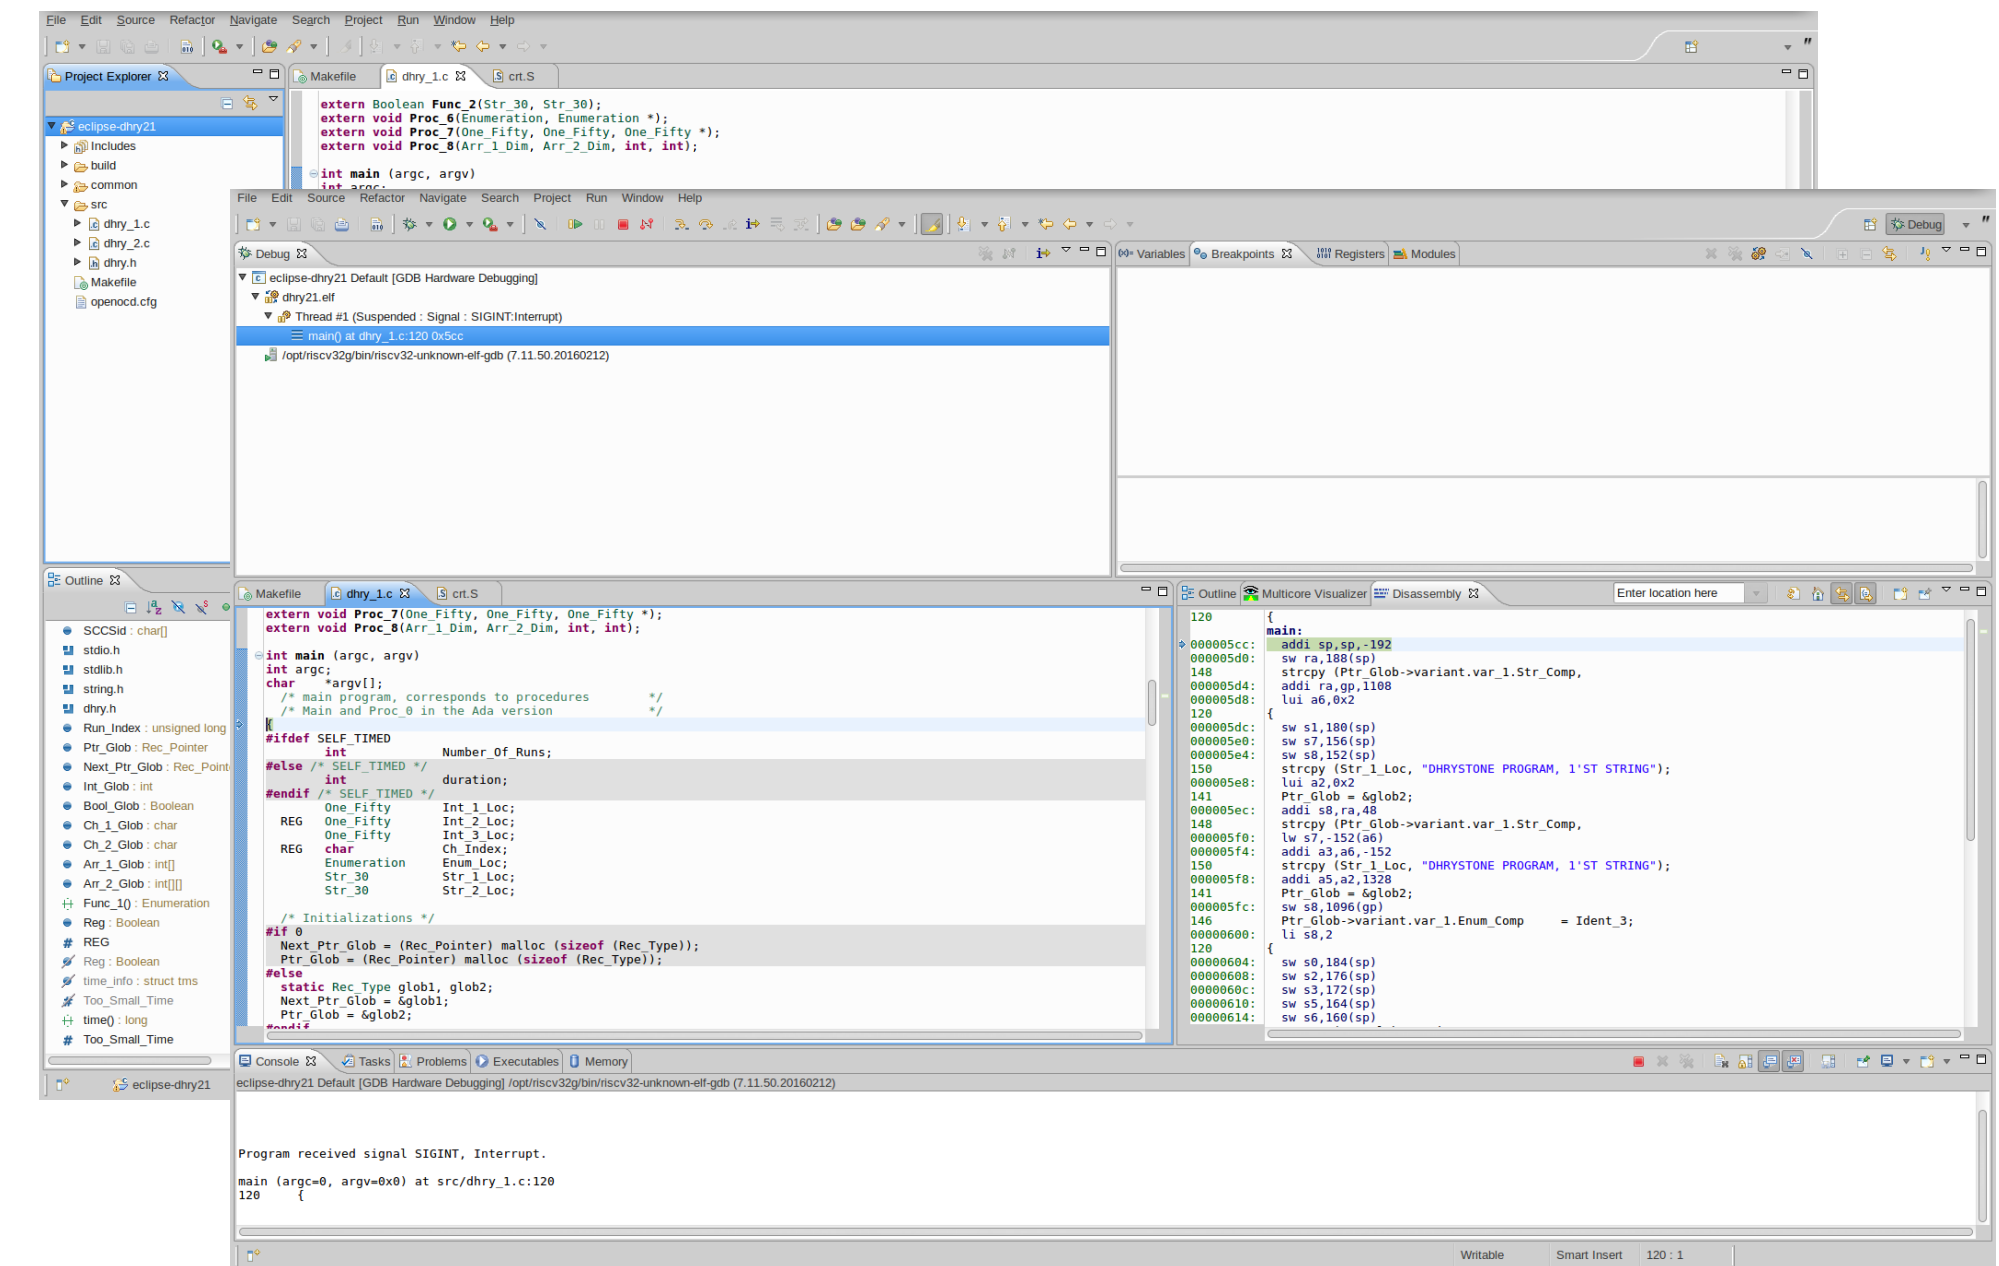 File Edit Source Refactor Navigate Search Project Run Window Help
Project Explorer
Makefile dhry_1.c crt.S
extern Boolean Func_2(Str_30, Str_30);
extern void Proc_6(Enumeration, Enumeration *);
extern void Proc_7(One_Fifty, One_Fifty, One_Fifty *);
extern void Proc_8(Arr_1_Dim, Arr_2_Dim, int, int);
int main (argc, argv)
int argc;
eclipse-dhry21
Includes
build
common
src
dhry_1.c
dhry_2.c
dhry.h
Makefile
openocd.cfg
Outline
SCCSid : char[]
stdio.h
stdlib.h
string.h
dhry.h
Run_Index : unsigned long
Ptr_Glob : Rec_Pointer
Next_Ptr_Glob : Rec_Point
Int_Glob : int
Bool_Glob : Boolean
Ch_1_Glob : char
Ch_2_Glob : char
Arr_1_Glob : int[]
Arr_2_Glob : int[][]
Func_1() : Enumeration
Reg : Boolean
REG
Reg : Boolean
time_info : struct tms
Too_Small_Time
time() : long
Too_Small_Time
eclipse-dhry21
File Edit Source Refactor Navigate Search Project Run Window Help
Debug
Debug
eclipse-dhry21 Default [GDB Hardware Debugging]
dhry21.elf
Thread #1 (Suspended : Signal : SIGINT:Interrupt)
main() at dhry_1.c:120 0x5cc
/opt/riscv32g/bin/riscv32-unknown-elf-gdb (7.11.50.20160212)
(x)= Variables Breakpoints Registers Modules
Makefile dhry_1.c crt.S
extern void Proc_7(One_Fifty, One_Fifty, One_Fifty *);
extern void Proc_8(Arr_1_Dim, Arr_2_Dim, int, int);
int main (argc, argv)
int argc;
char *argv[];
/* main program, corresponds to procedures */
/* Main and Proc_0 in the Ada version */
{
#ifdef SELF_TIMED
int Number_Of_Runs;
#else /* SELF_TIMED */
int duration;
#endif /* SELF_TIMED */
One_Fifty Int_1_Loc;
REG One_Fifty Int_2_Loc;
One_Fifty Int_3_Loc;
REG char Ch_Index;
Enumeration Enum_Loc;
Str_30 Str_1_Loc;
Str_30 Str_2_Loc;
/* Initializations */
#if 0
Next_Ptr_Glob = (Rec_Pointer) malloc (sizeof (Rec_Type));
Ptr_Glob = (Rec_Pointer) malloc (sizeof (Rec_Type));
#else
static Rec_Type glob1, glob2;
Next_Ptr_Glob = &glob1;
Ptr_Glob = &glob2;
#endif
Outline Multicore Visualizer Disassembly Enter location here
120 {
main:
000005cc: addi sp,sp,-192
000005d0: sw ra,188(sp)
148 strcpy (Ptr_Glob->variant.var_1.Str_Comp,
000005d4: addi ra,gp,1108
000005d8: lui a6,0x2
120 {
000005dc: sw s1,180(sp)
000005e0: sw s7,156(sp)
000005e4: sw s8,152(sp)
150 strcpy (Str_1_Loc, "DHRYSTONE PROGRAM, 1'ST STRING");
000005e8: lui a2,0x2
141 Ptr_Glob = &glob2;
000005ec: addi s8,ra,48
148 strcpy (Ptr_Glob->variant.var_1.Str_Comp,
000005f0: lw s7,-152(a6)
000005f4: addi a3,a6,-152
150 strcpy (Str_1_Loc, "DHRYSTONE PROGRAM, 1'ST STRING");
000005f8: addi a5,a2,1328
141 Ptr_Glob = &glob2;
000005fc: sw s8,1096(gp)
146 Ptr_Glob->variant.var_1.Enum_Comp = Ident_3;
00000600: li s8,2
120 {
00000604: sw s0,184(sp)
00000608: sw s2,176(sp)
0000060c: sw s3,172(sp)
00000610: sw s5,164(sp)
00000614: sw s6,160(sp)
Console Tasks Problems Executables Memory
eclipse-dhry21 Default [GDB Hardware Debugging] /opt/riscv32g/bin/riscv32-unknown-elf-gdb (7.11.50.20160212)
Program received signal SIGINT, Interrupt.
main (argc=0, argv=0x0) at src/dhry_1.c:120
120 {
Writable Smart Insert 120 : 1